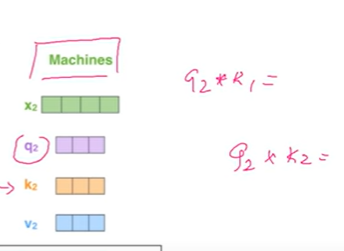 Machines
x2
q2 * k1 =
q2
q2 * k2 =
k2
v2